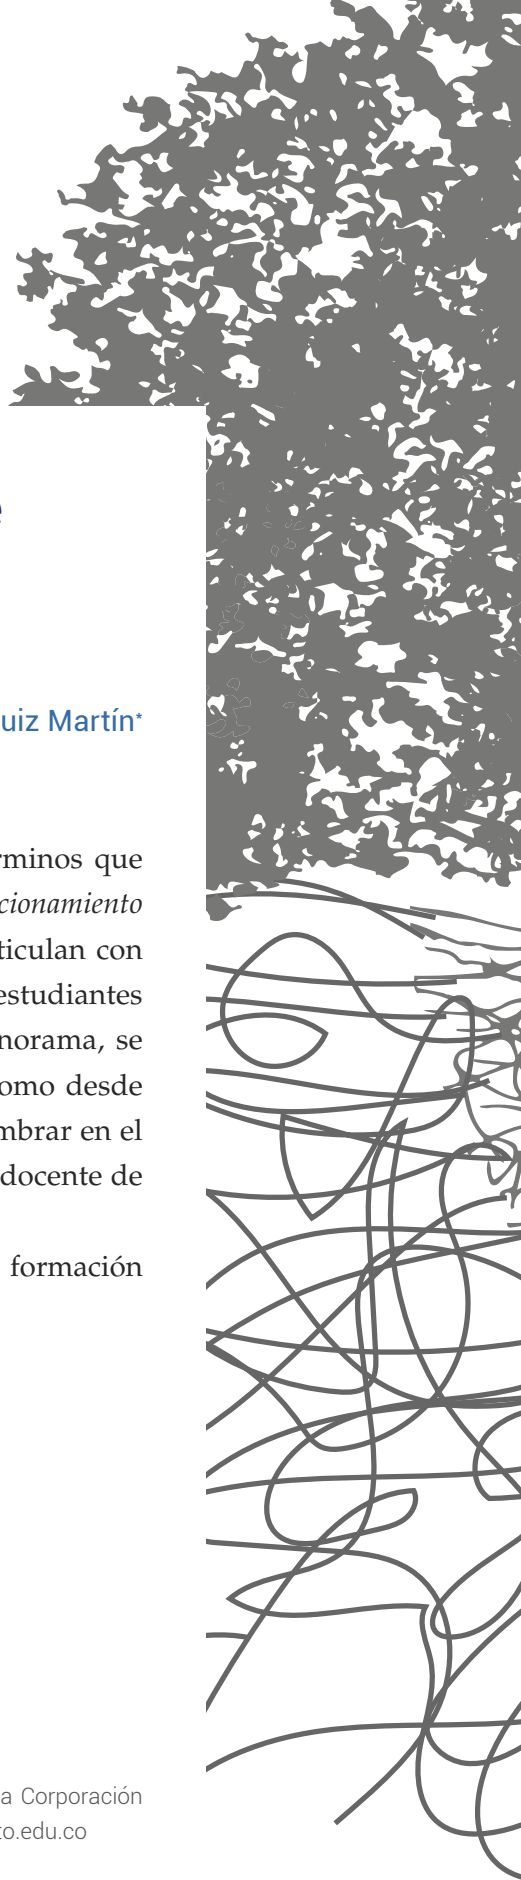 e
uiz Martín*
rminos que
cionamiento
ticulan con
estudiantes
norama, se
omo desde
mbrar en el
docente de
formación
a Corporación
to.edu.co